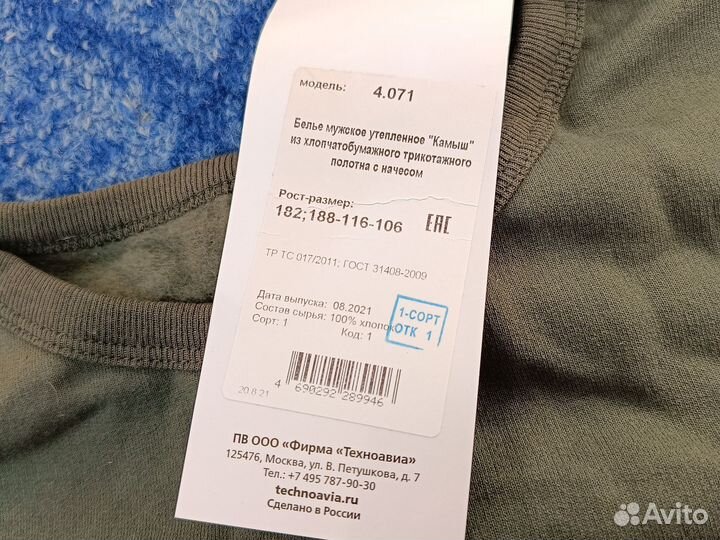 модель: 4.071
Белье мужское утепленное "Камыш"
из хлопчатобумажного трикотажного
полотна с начесом
Рост-размер:
182;188-116-106
EAC
ТР ТС 017/2011; ГОСТ 31408-2009
Дата выпуска: 08.2021
Состав сырья: 100% хлопок
Сорт: 1 Код: 1
1-СОРТ
ОТК 1
20.8.21
4 690292 289946
ПВ ООО «Фирма «Техноавиа»
125476, Москва, ул. В. Петушкова, д. 7
Тел.: +7 495 787-90-30
technoavia.ru
Сделано в России
Avito